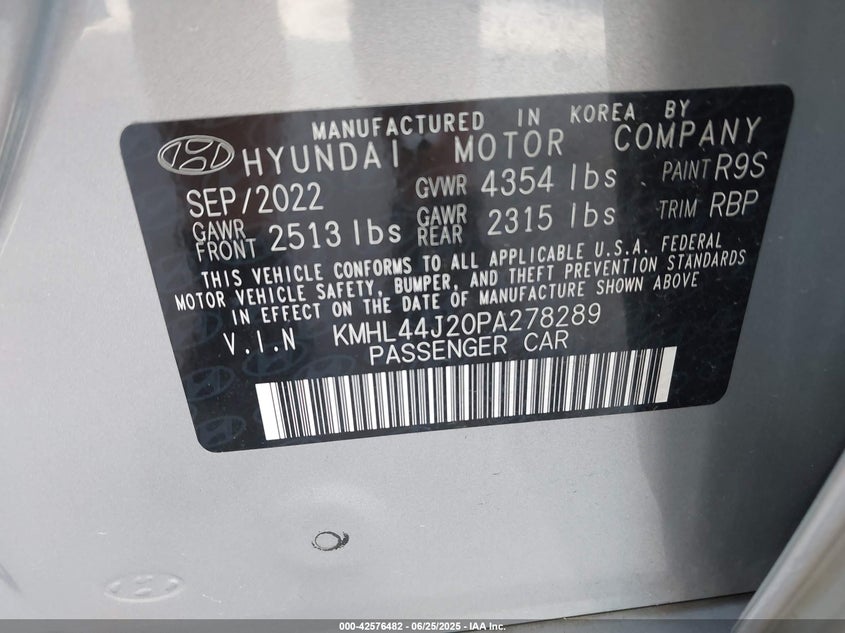 MANUFACTURED IN KOREA BY
HYUNDAI MOTOR COMPANY
SEP/2022 GVWR 4354 lbs PAINT R9S
GAWR FRONT 2513 lbs GAWR REAR 2315 lbs TRIM RBP
THIS VEHICLE CONFORMS TO ALL APPLICABLE U.S.A. FEDERAL
MOTOR VEHICLE SAFETY, BUMPER, AND THEFT PREVENTION STANDARDS
IN EFFECT ON THE DATE OF MANUFACTURE SHOWN ABOVE.
V.I.N KMHL44J20PA278289
PASSENGER CAR
000-42576482 - 06/25/2025 - IAA Inc.